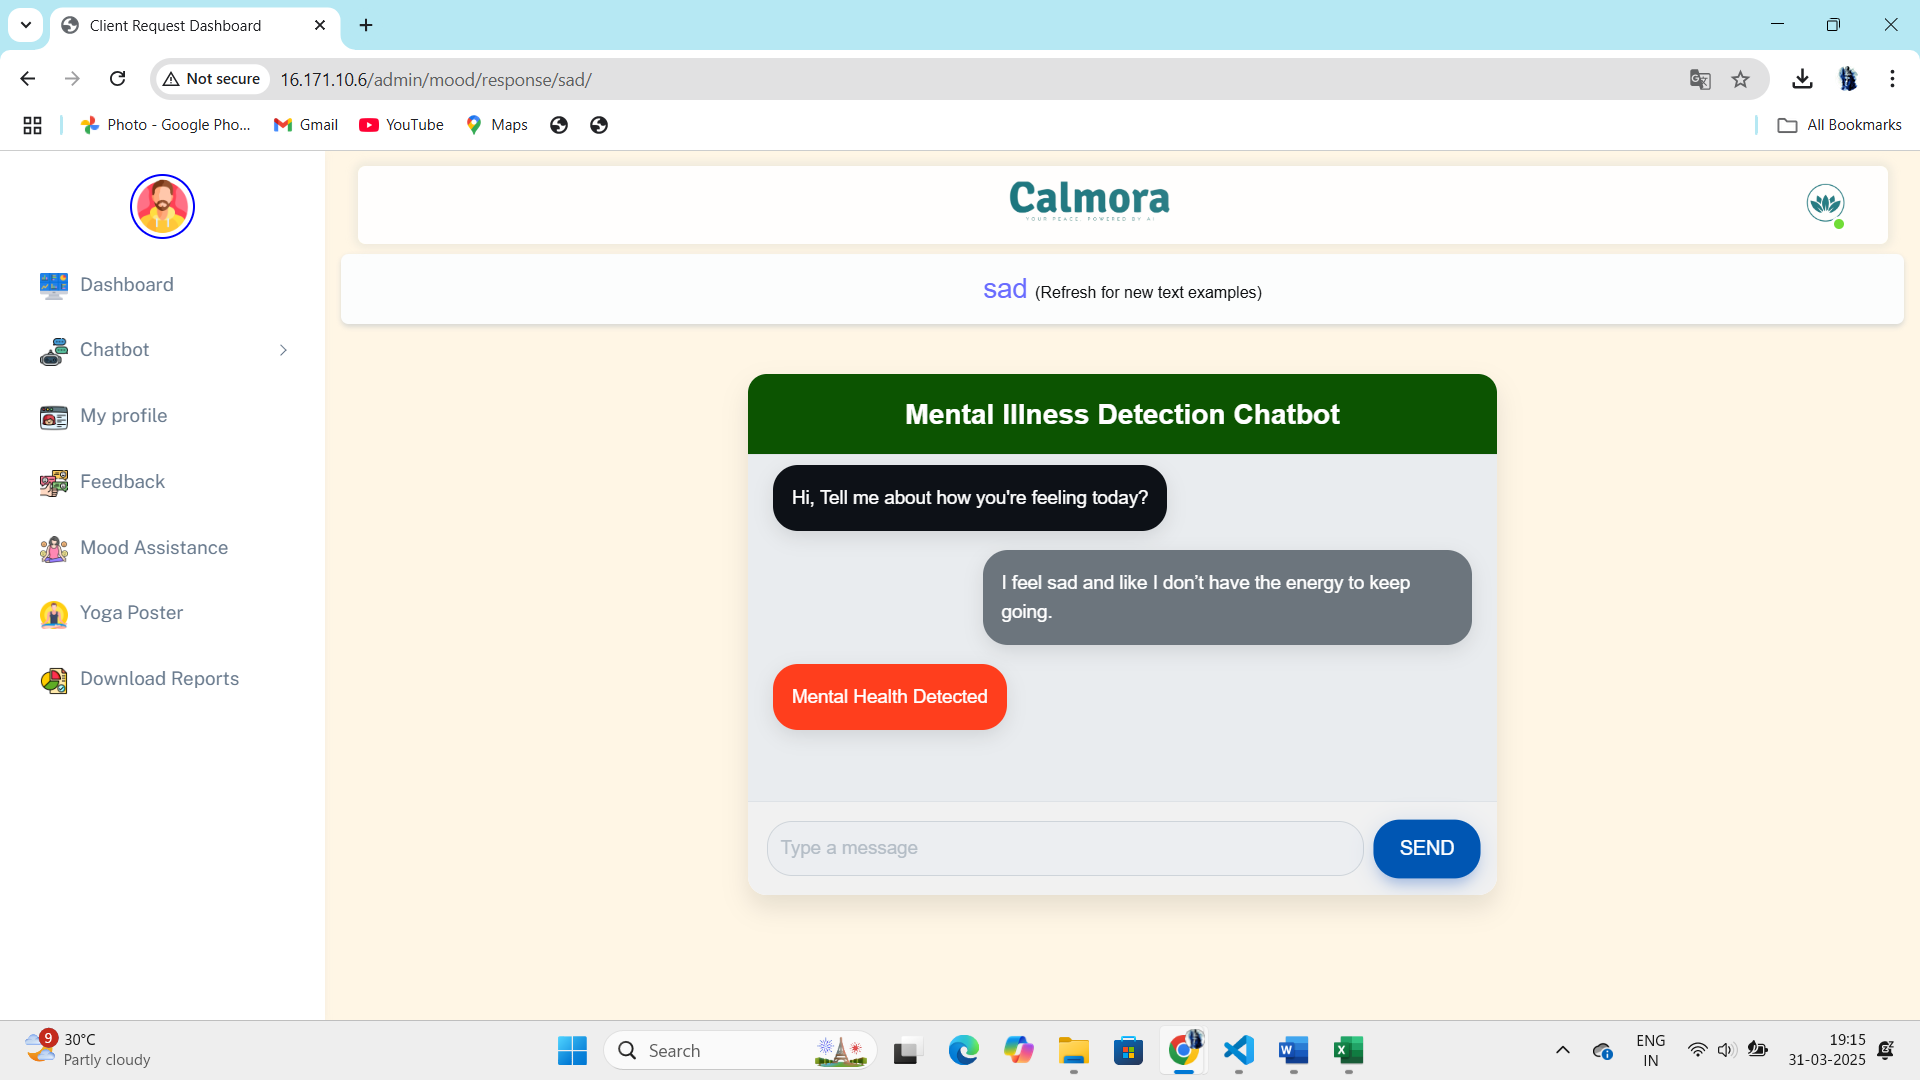 Client Request Dashboard
Not secure
16.171.10.6/admin/mood/response/sad/
Photo - Google Pho...
Gmail
YouTube
Maps
All Bookmarks
Calmora
YOUR PEACE, POWERED BY AI
sad (Refresh for new text examples)
Dashboard
Chatbot
My profile
Feedback
Mood Assistance
Yoga Poster
Download Reports
Mental Illness Detection Chatbot
Hi, Tell me about how you're feeling today?
I feel sad and like I don’t have the energy to keep
going.
Mental Health Detected
Type a message
SEND
9
30°C
Partly cloudy
Search
ENG
IN
19:15
31-03-2025